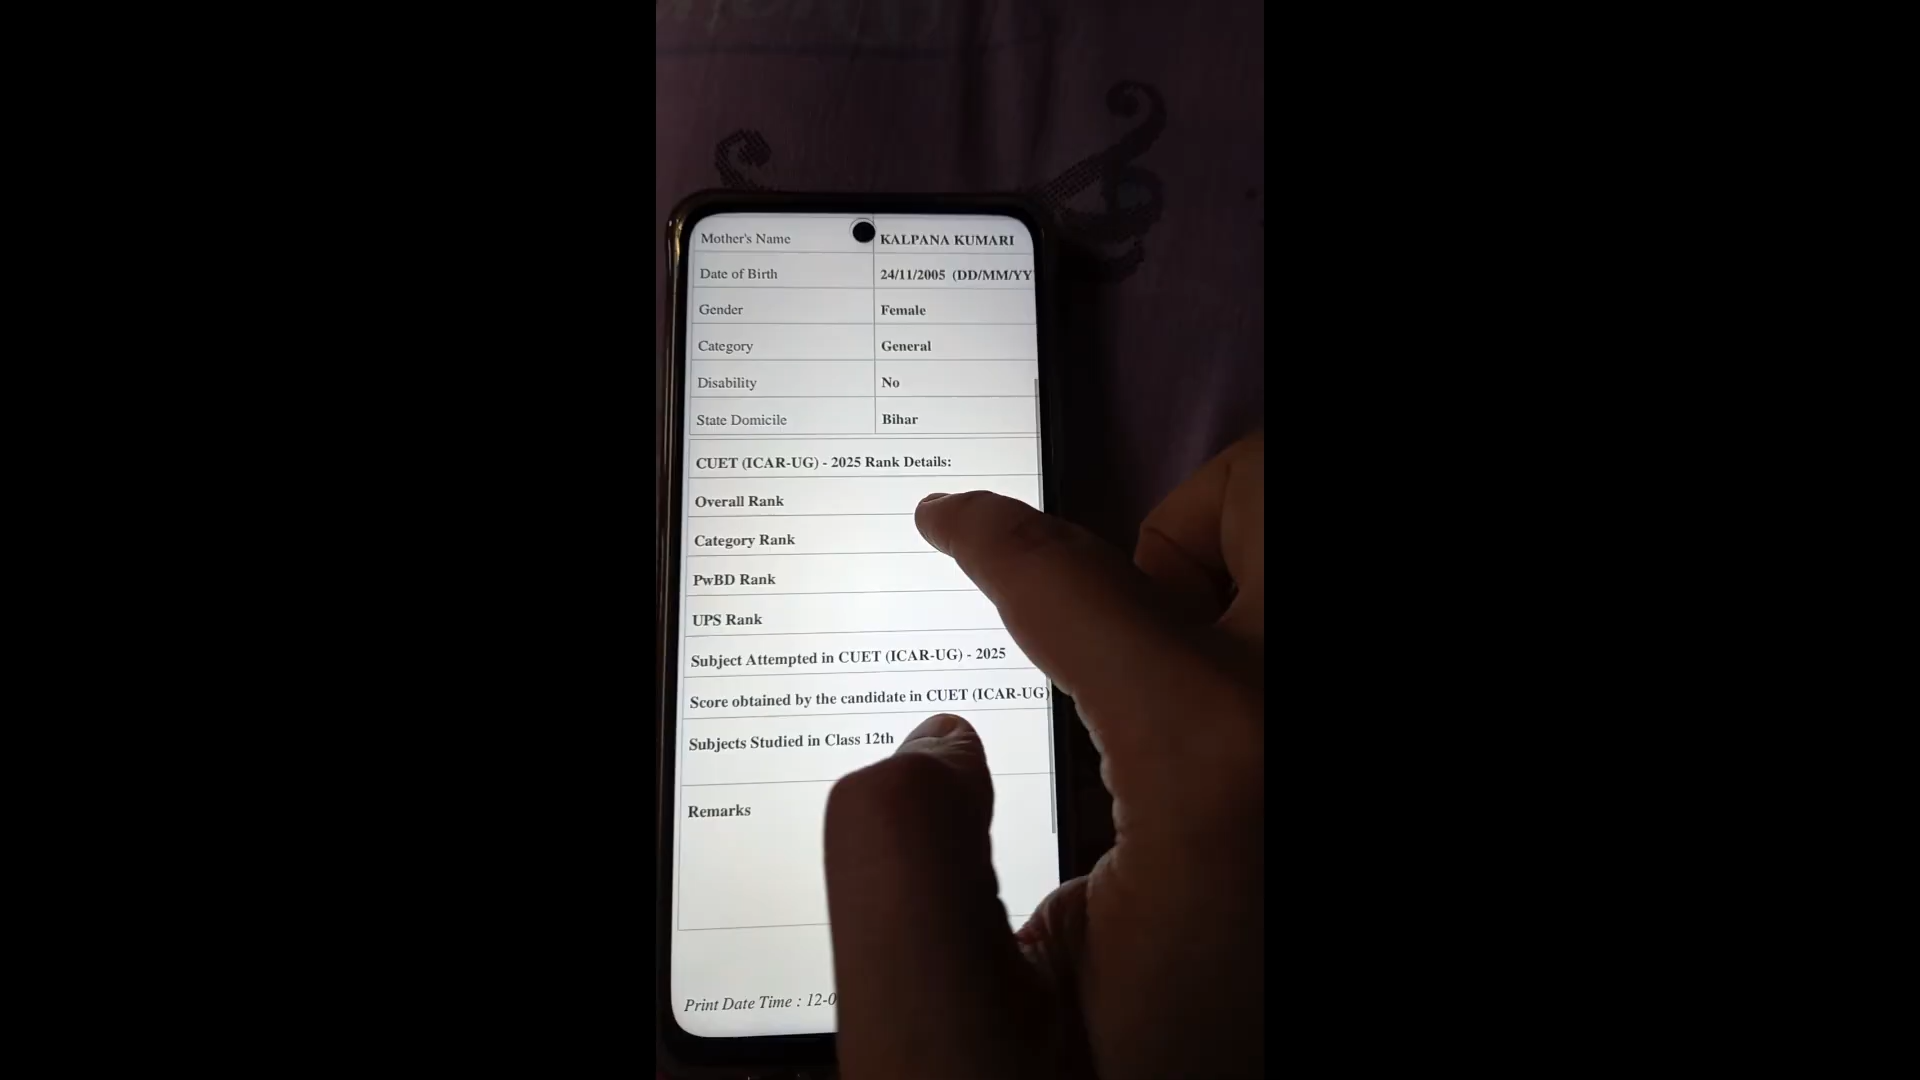 Mother's Name KALPANA KUMARI
Date of Birth 24/11/2005 (DD/MM/YY
Gender Female
Category General
Disability No
State Domicile Bihar
CUET (ICAR-UG) - 2025 Rank Details:
Overall Rank
Category Rank
PwBD Rank
UPS Rank
Subject Attempted in CUET (ICAR-UG) - 2025
Score obtained by the candidate in CUET (ICAR-UG)
Subjects Studied in Class 12th
Remarks
Print Date Time : 12-0